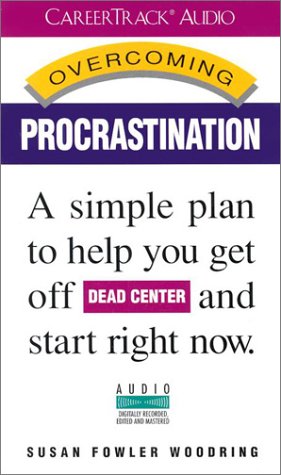 CAREERTRACK® AUDIO
OVERCOMING
PROCRASTINATION
A simple plan
to help you get
off DEAD CENTER and
start right now.
AUDIO
DIGITALLY RECORDED,
EDITED AND MASTERED
SUSAN FOWLER WOODRING